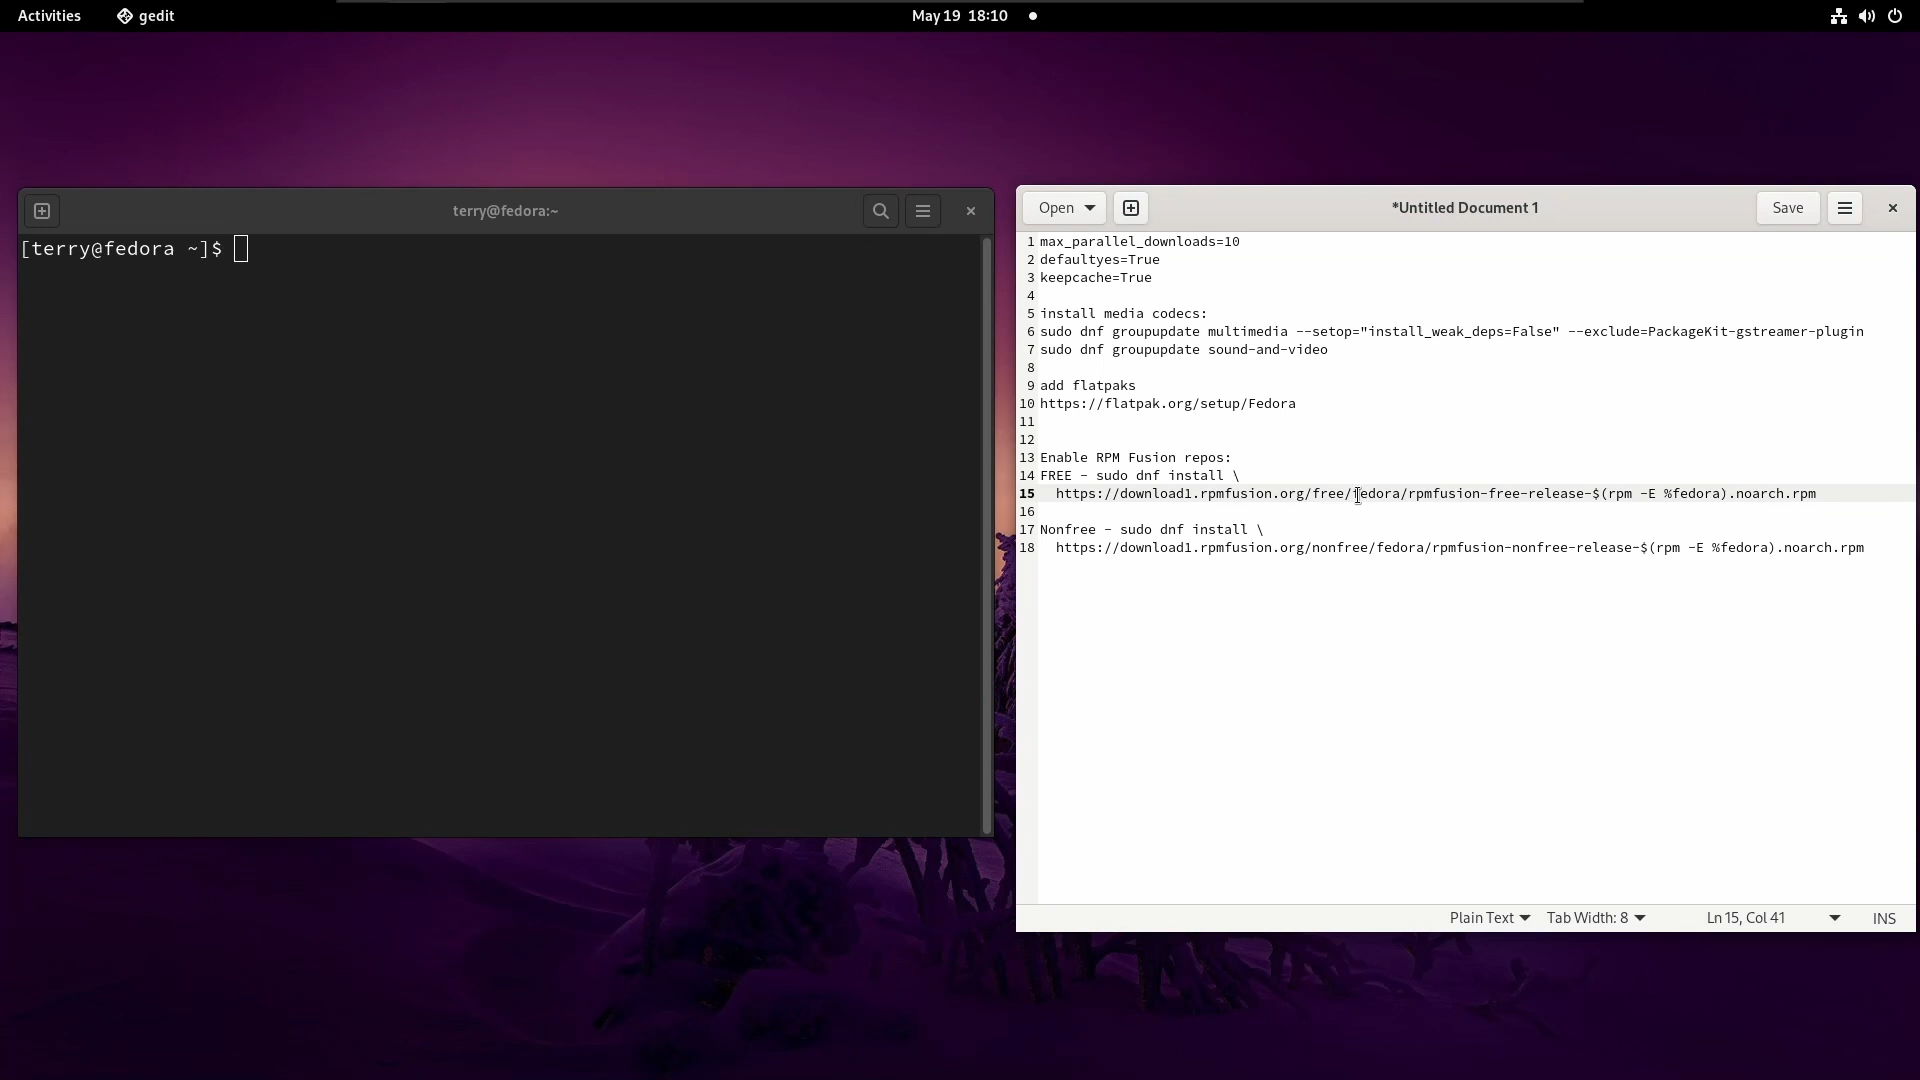 Activities gedit May 19 18:10
terry@fedora:~
[terry@fedora ~]$
Open *Untitled Document 1 Save
1 max_parallel_downloads=10
2 defaultyes=True
3 keepcache=True
4
5 install media codecs:
6 sudo dnf groupupdate multimedia --setop="install_weak_deps=False" --exclude=PackageKit-gstreamer-plugin
7 sudo dnf groupupdate sound-and-video
8
9 add flatpaks
10 https://flatpak.org/setup/Fedora
11
12
13 Enable RPM Fusion repos:
14 FREE - sudo dnf install \
15 https://download1.rpmfusion.org/free/fedora/rpmfusion-free-release-$(rpm -E %fedora).noarch.rpm
16
17 Nonfree - sudo dnf install \
18 https://download1.rpmfusion.org/nonfree/fedora/rpmfusion-nonfree-release-$(rpm -E %fedora).noarch.rpm
Plain Text Tab Width: 8 Ln 15, Col 41 INS